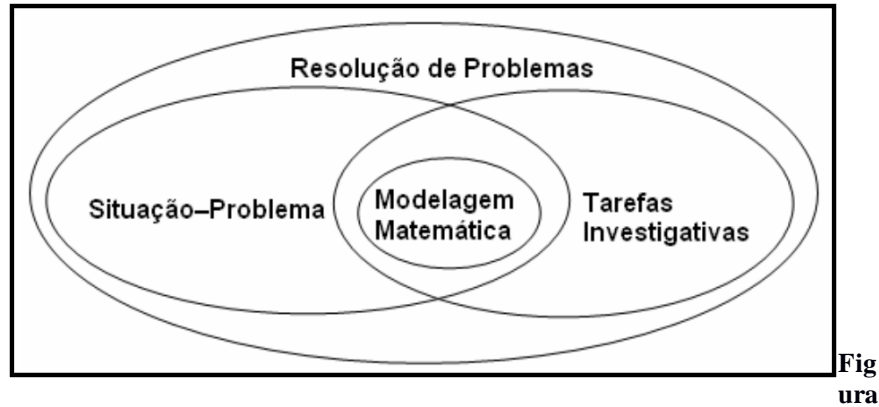 Resolução de Problemas
Situação–Problema
Modelagem
Matemática
Tarefas
Investigativas
Fig
ura